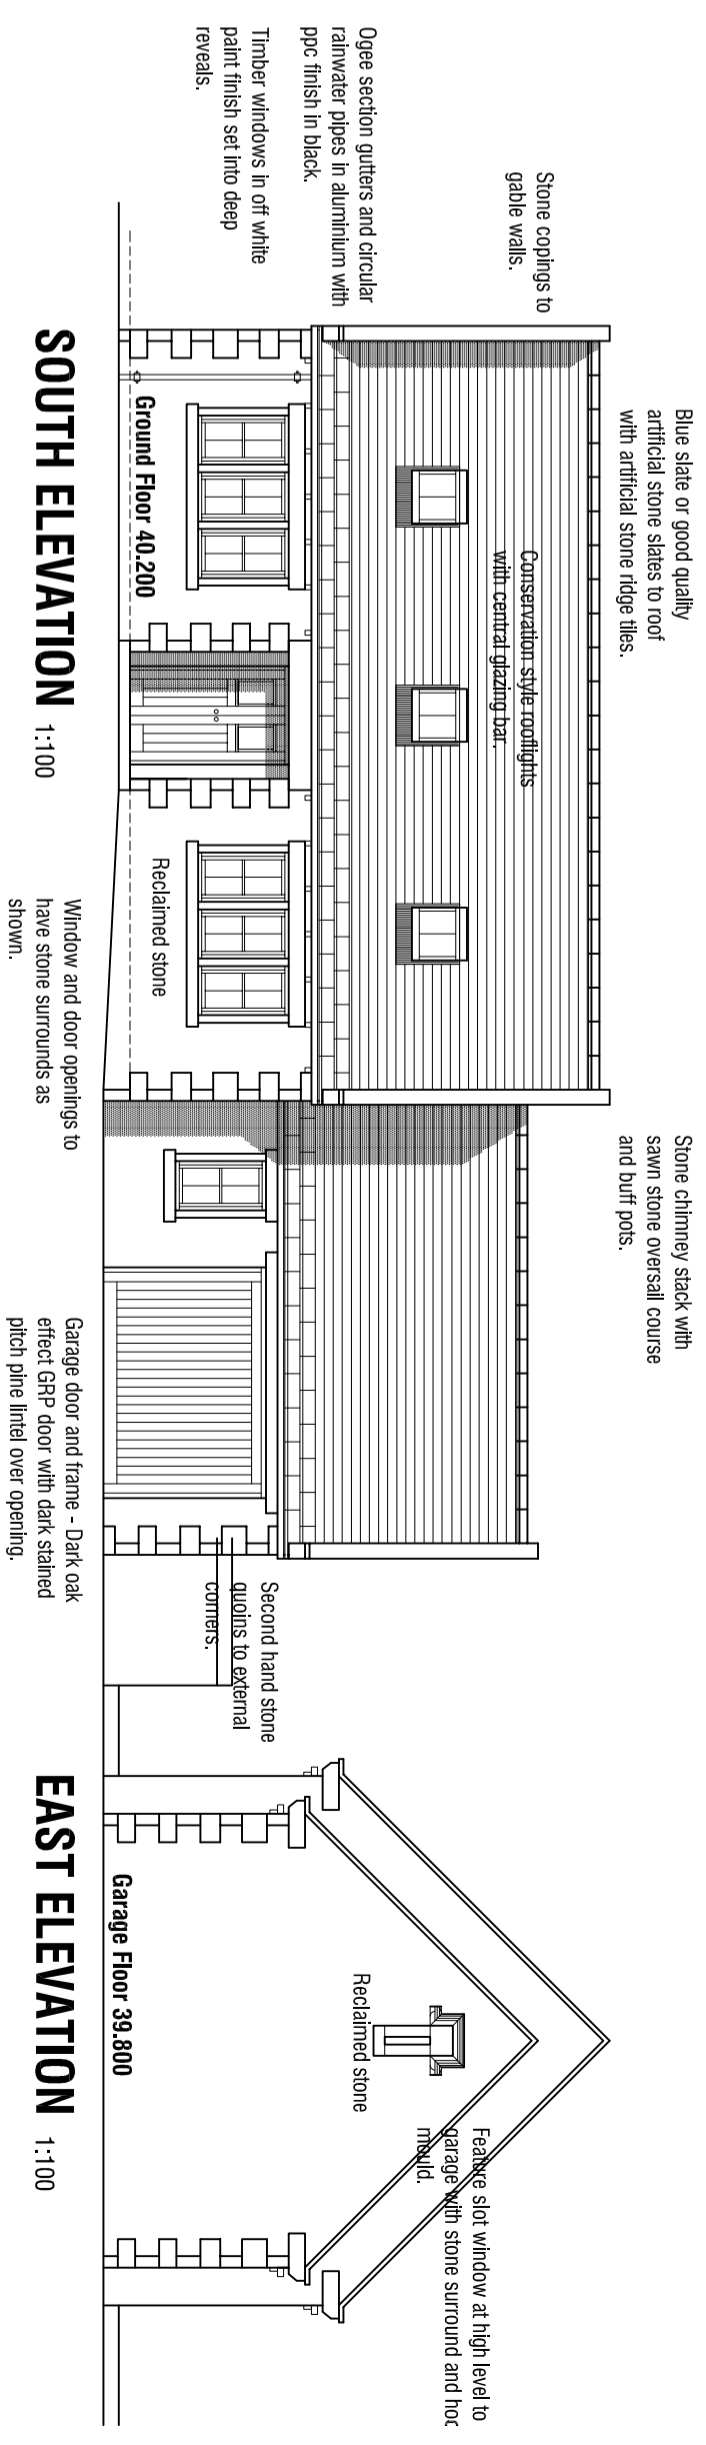 Blue slate or good quality
artificial stone slates to roof
with artificial stone ridge tiles.
Stone chimney stack with
sawn stone oversail course
and buff pots.
Stone copings to
gable walls.
Conservation style rooflights
with central glazing bar.
Ogee section gutters and circular
rainwater pipes in aluminium with
ppc finish in black.
Timber windows in off white
paint finish set into deep
reveals.
Ground Floor 40.200
Reclaimed stone
Second hand stone
quoins to external
corners.
Feature slot window at high level to
garage with stone surround and hoo
mould.
Reclaimed stone
Garage Floor 39.800
SOUTH ELEVATION 1:100
Window and door openings to
have stone surrounds as
shown.
Garage door and frame - Dark oak
effect GRP door with dark stained
pitch pine lintel over opening.
EAST ELEVATION 1:100